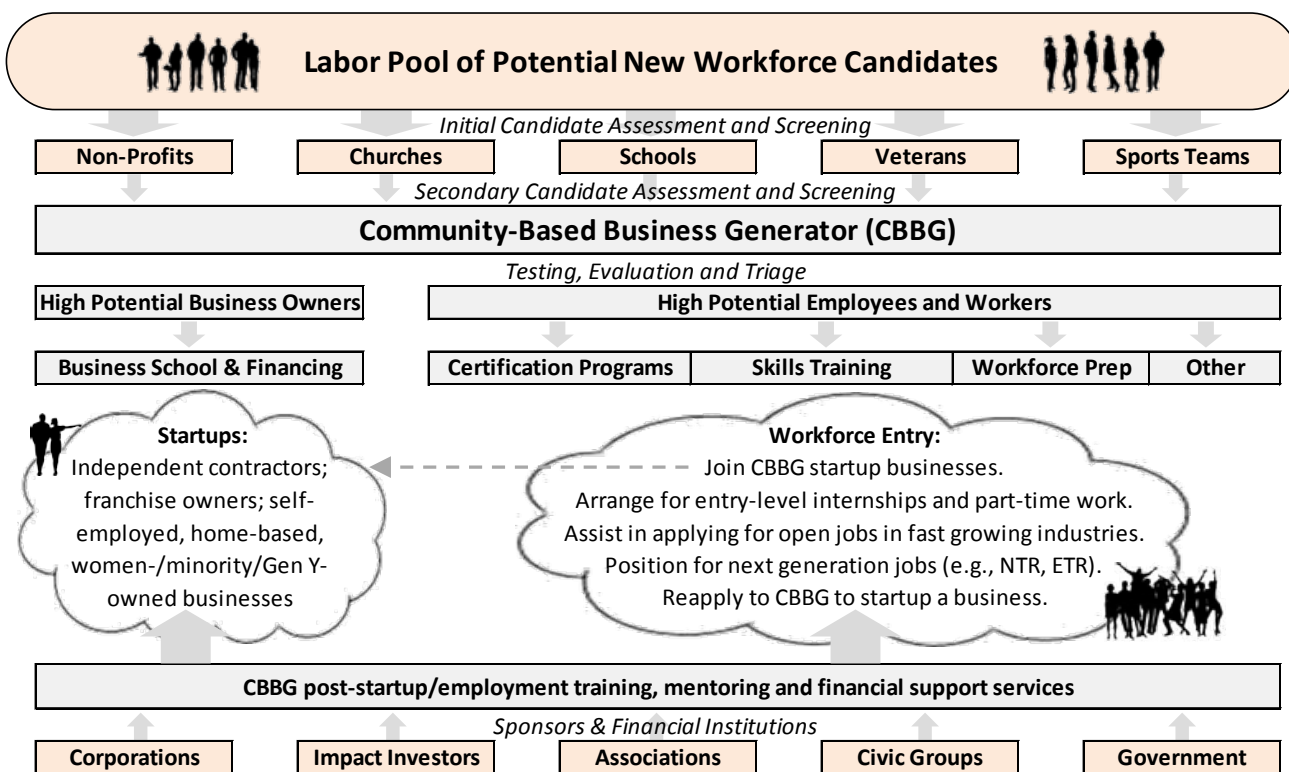 Labor Pool of Potential New Workforce Candidates
Initial Candidate Assessment and Screening
Non-Profits
Churches
Schools
Veterans
Sports Teams
Secondary Candidate Assessment and Screening
Community-Based Business Generator (CBBG)
Testing, Evaluation and Triage
High Potential Business Owners
High Potential Employees and Workers
Business School & Financing
Certification Programs
Skills Training
Workforce Prep
Other
Startups:
Independent contractors;
franchise owners; self-
employed, home-based,
women-/minority/Gen Y-
owned businesses
Workforce Entry:
Join CBBG startup businesses.
Arrange for entry-level internships and part-time work.
Assist in applying for open jobs in fast growing industries.
Position for next generation jobs (e.g., NTR, ETR).
Reapply to CBBG to startup a business.
CBBG post-startup/employment training, mentoring and financial support services
Sponsors & Financial Institutions
Corporations
Impact Investors
Associations
Civic Groups
Government